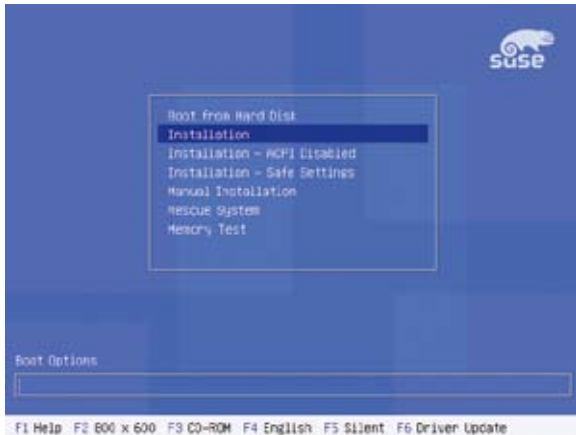 suse
Boot from Hard Disk
Installation
Installation - ACPI Disabled
Installation - Safe Settings
Manual Installation
Rescue System
Memory Test
Boot Options
F1 Help F2 800 x 600 F3 CD-ROM F4 English F5 Silent F6 Driver Update